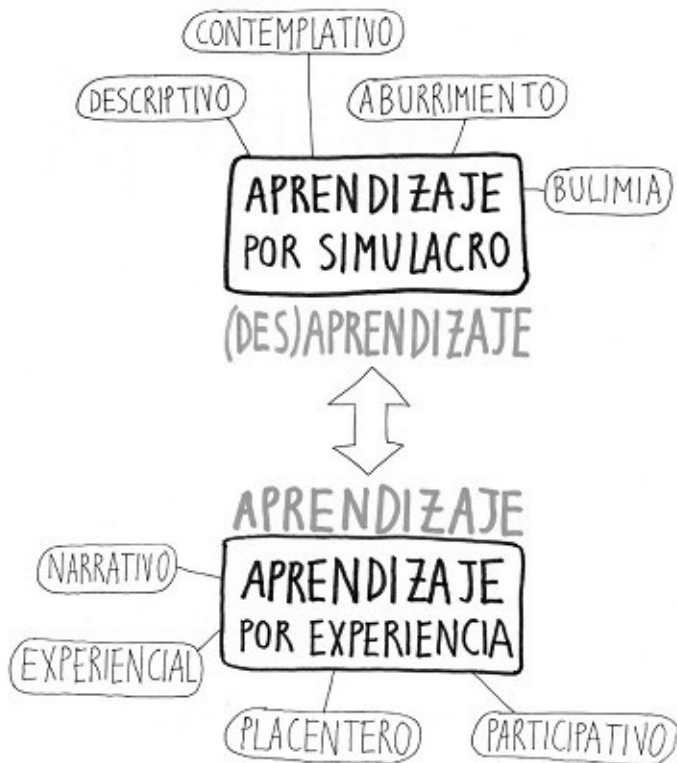 CONTEMPLATIVO
DESCRIPTIVO
ABURRIMIENTO
APRENDIZAJE
POR SIMULACRO
BULIMIA
(DES)APRENDIZAJE
APRENDIZAJE
NARRATIVO
APRENDIZAJE
POR EXPERIENCIA
EXPERIENCIAL
PLACENTERO
PARTICIPATIVO